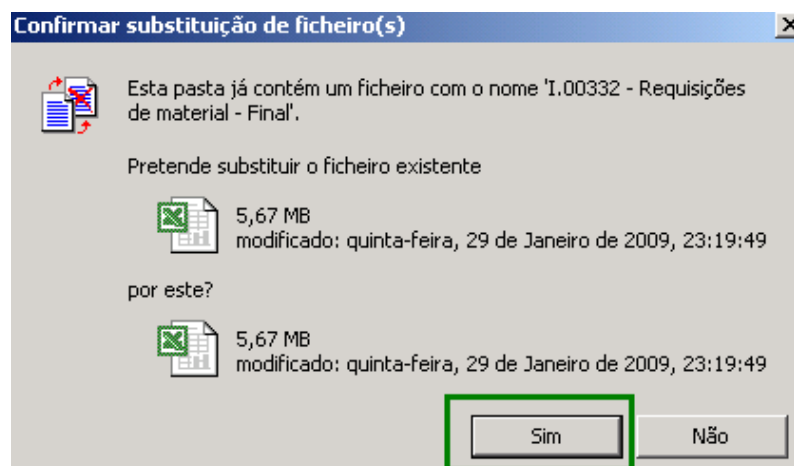 Confirmar substituição de ficheiro(s)
Esta pasta já contém um ficheiro com o nome 'I.00332 - Requisições
de material - Final'.
Pretende substituir o ficheiro existente
5,67 MB
modificado: quinta-feira, 29 de Janeiro de 2009, 23:19:49
por este?
5,67 MB
modificado: quinta-feira, 29 de Janeiro de 2009, 23:19:49
Sim
Não